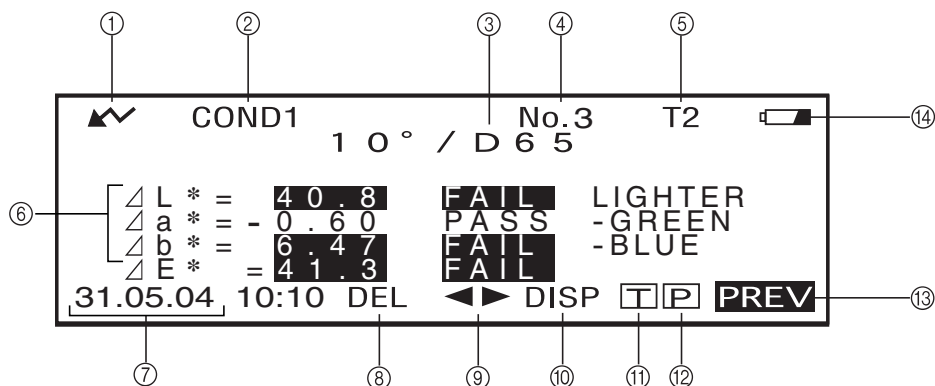 ① ② ③ ④ ⑤
COND1 No.3 T2 ⑭
10°/D65
⑥ ⊿L*= 40.8 FAIL LIGHTER
⊿a*=-0.60 PASS -GREEN
⊿b*= 6.47 FAIL -BLUE
⊿E* =41.3 FAIL
31.05.04 10:10 DEL ◀▶ DISP T P PREV ⑬
⑦ ⑧ ⑨ ⑩ ⑪ ⑫